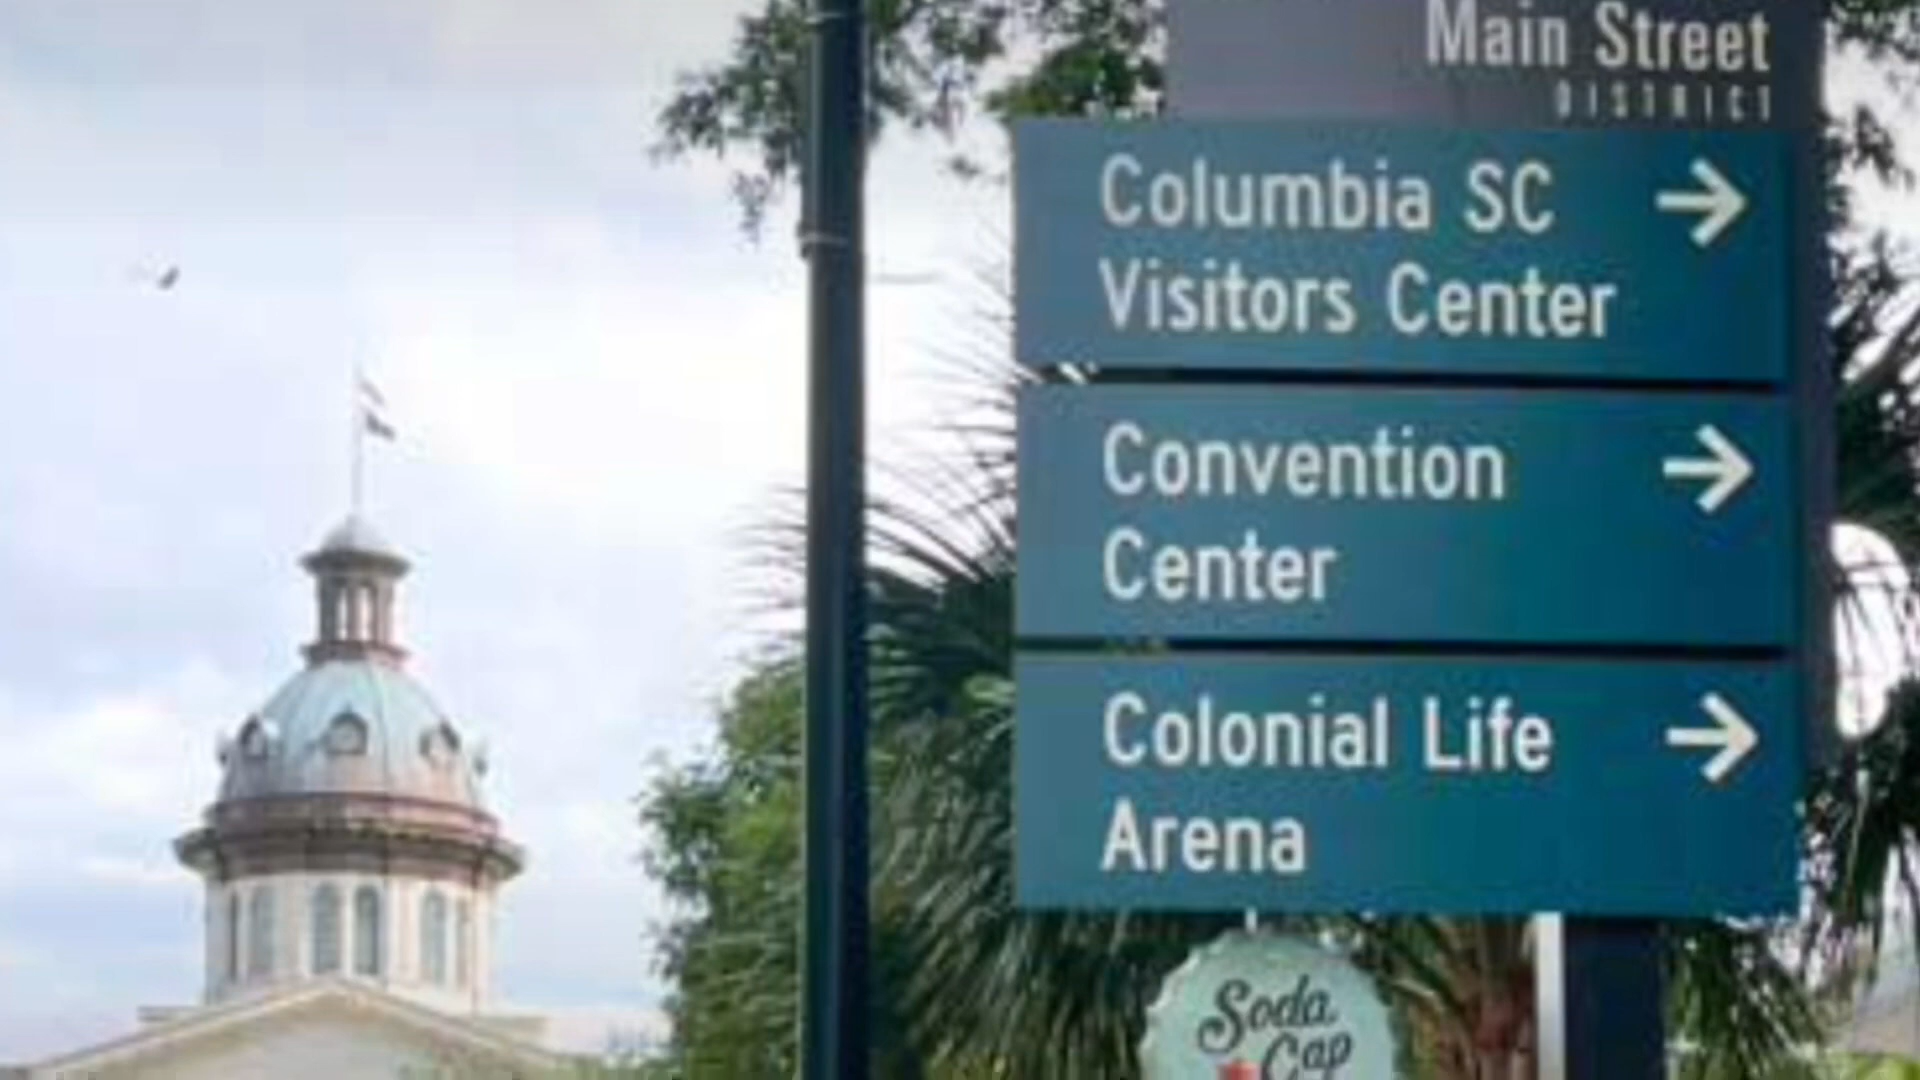 Main Street
DISTRICT
Columbia SC
Visitors Center
Convention
Center
Colonial Life
Arena
Soda
Cap